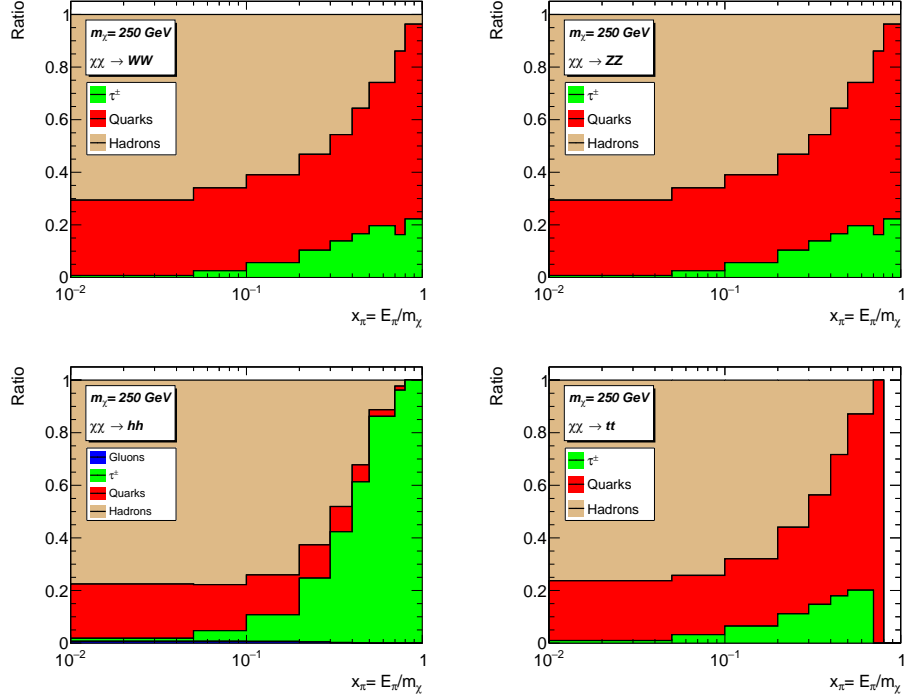 Ratio
1
0.8
0.6
0.4
0.2
0
m_χ = 250 GeV
χχ → WW
τ±
Quarks
Hadrons
10⁻²
10⁻¹
1
x_π = E_π/m_χ
Ratio
1
0.8
0.6
0.4
0.2
0
m_χ = 250 GeV
χχ → ZZ
τ±
Quarks
Hadrons
10⁻²
10⁻¹
1
x_π = E_π/m_χ
Ratio
1
0.8
0.6
0.4
0.2
0
m_χ = 250 GeV
χχ → hh
Gluons
τ±
Quarks
Hadrons
10⁻²
10⁻¹
1
x_π = E_π/m_χ
Ratio
1
0.8
0.6
0.4
0.2
0
m_χ = 250 GeV
χχ → tt
τ±
Quarks
Hadrons
10⁻²
10⁻¹
1
x_π = E_π/m_χ